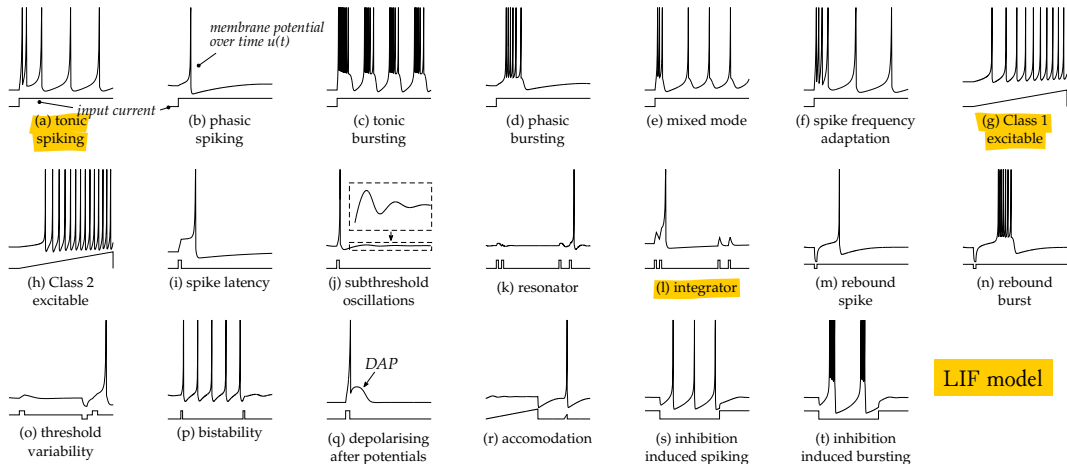 membrane potential
over time u(t)
input current
(a) tonic
spiking
(b) phasic
spiking
(c) tonic
bursting
(d) phasic
bursting
(e) mixed mode
(f) spike frequency
adaptation
(g) Class 1
excitable
(h) Class 2
excitable
(i) spike latency
(j) subthreshold
oscillations
(k) resonator
(l) integrator
(m) rebound
spike
(n) rebound
burst
DAP
LIF model
(o) threshold
variability
(p) bistability
(q) depolarising
after potentials
(r) accomodation
(s) inhibition
induced spiking
(t) inhibition
induced bursting